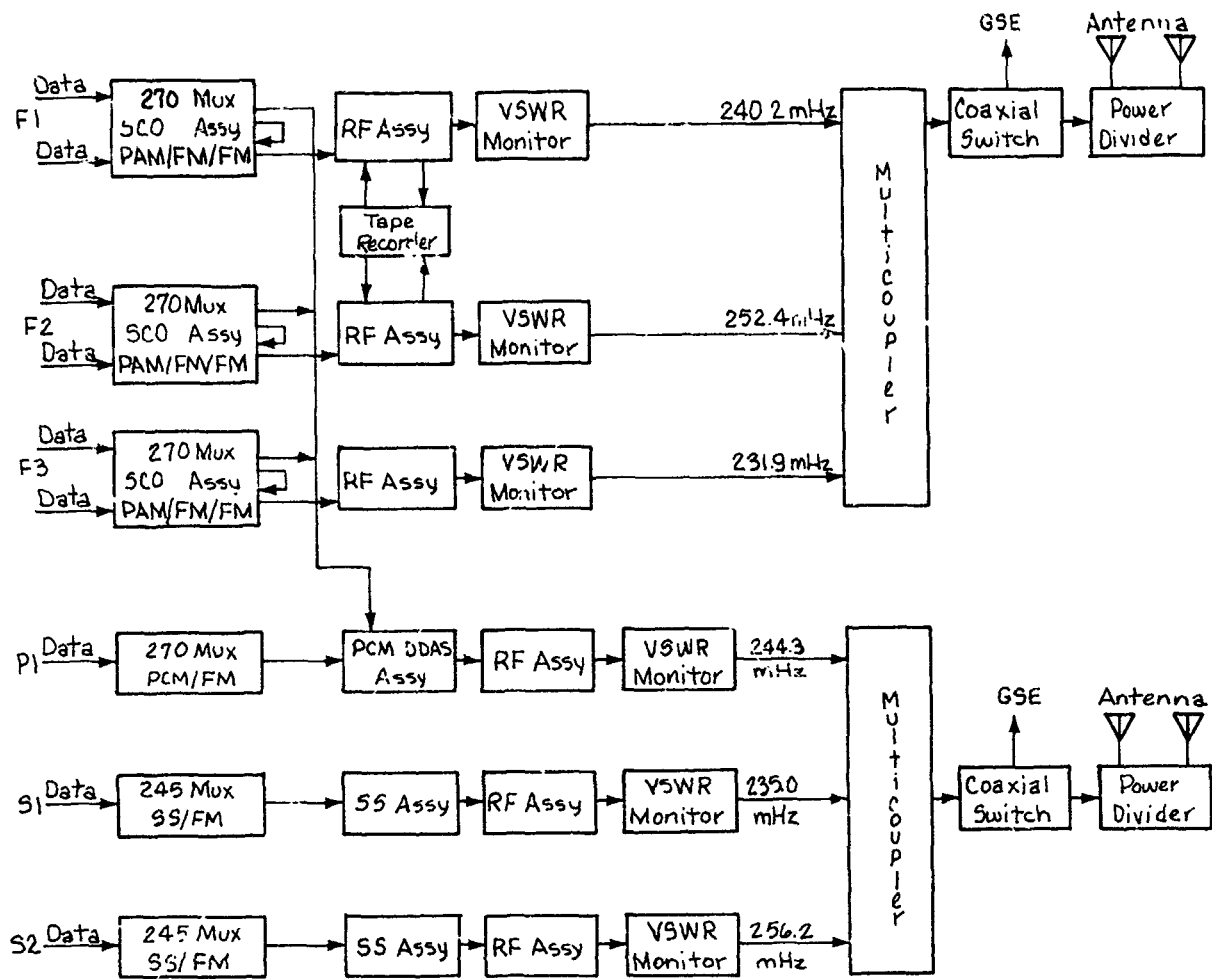 GSE
Antenna
F1
Data
Data
270 Mux
SCO Assy
PAM/FM/FM
RF Assy
VSWR
Monitor
240.2 mHz
Multicoupler
Coaxial
Switch
Power
Divider
Tape
Recorder
F2
Data
Data
270 Mux
SCO Assy
PAM/FM/FM
RF Assy
VSWR
Monitor
252.4 mHz
F3
Data
Data
270 Mux
SCO Assy
PAM/FM/FM
RF Assy
VSWR
Monitor
231.9 mHz
P1 Data
270 Mux
PCM/FM
PCM DDAS
Assy
RF Assy
VSWR
Monitor
244.3
mHz
Multicoupler
GSE
Antenna
S1 Data
245 Mux
SS/FM
SS Assy
RF Assy
VSWR
Monitor
235.0
mHz
Coaxial
Switch
Power
Divider
S2 Data
245 Mux
SS/FM
SS Assy
RF Assy
VSWR
Monitor
256.2
mHz